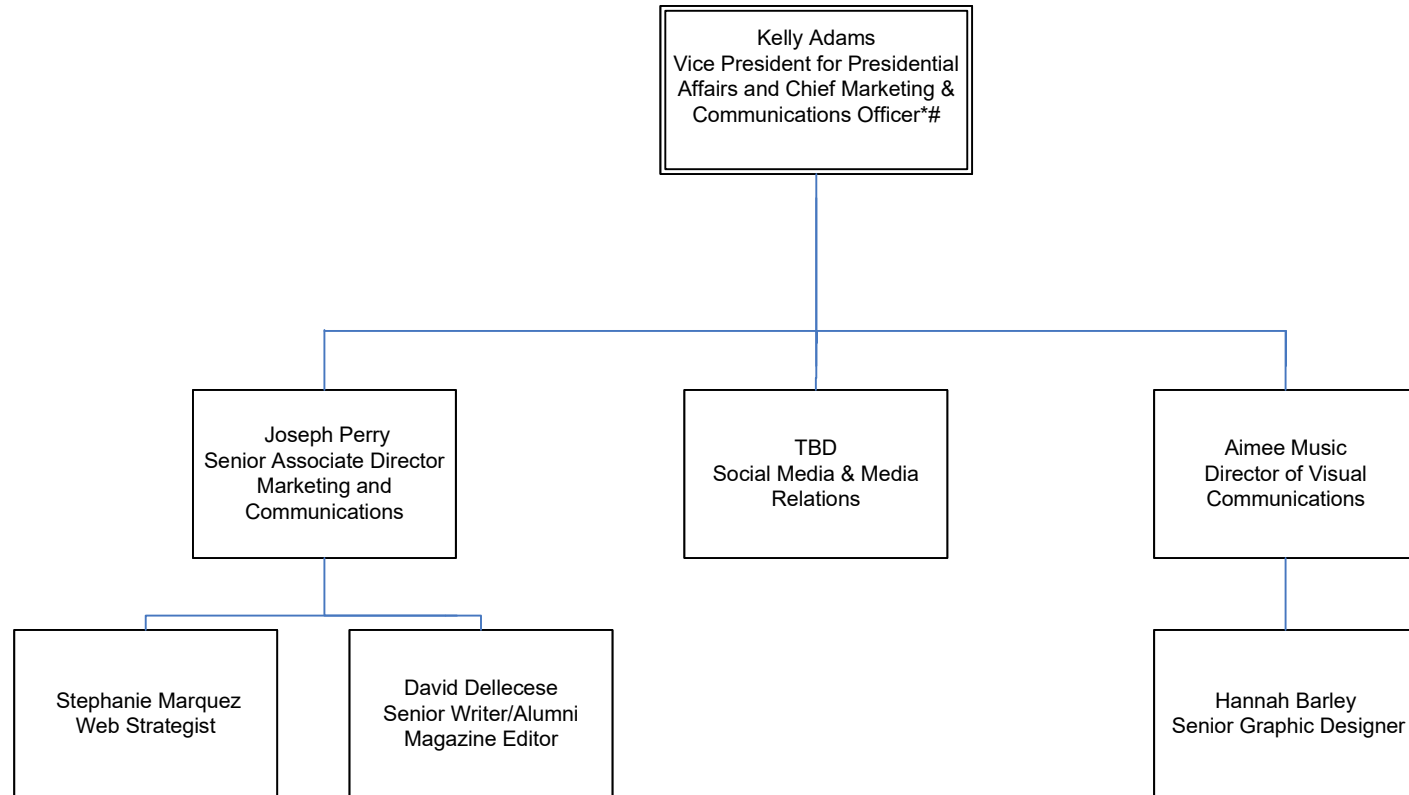 Kelly Adams
Vice President for Presidential
Affairs and Chief Marketing &
Communications Officer*#
Joseph Perry
Senior Associate Director
Marketing and
Communications
TBD
Social Media & Media
Relations
Aimee Music
Director of Visual
Communications
Stephanie Marquez
Web Strategist
David Dellecese
Senior Writer/Alumni
Magazine Editor
Hannah Barley
Senior Graphic Designer